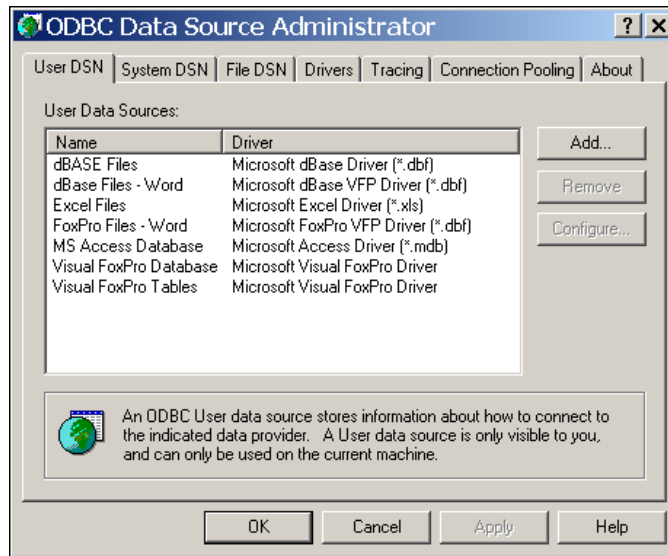 ODBC Data Source Administrator
User DSN System DSN File DSN Drivers Tracing Connection Pooling About
User Data Sources:
Name Driver
dBASE Files Microsoft dBase Driver (*.dbf)
dBase Files - Word Microsoft dBase VFP Driver (*.dbf)
Excel Files Microsoft Excel Driver (*.xls)
FoxPro Files - Word Microsoft FoxPro VFP Driver (*.dbf)
MS Access Database Microsoft Access Driver (*.mdb)
Visual FoxPro Database Microsoft Visual FoxPro Driver
Visual FoxPro Tables Microsoft Visual FoxPro Driver
Add...
Remove
Configure...
An ODBC User data source stores information about how to connect to
the indicated data provider. A User data source is only visible to you,
and can only be used on the current machine.
OK Cancel Apply Help